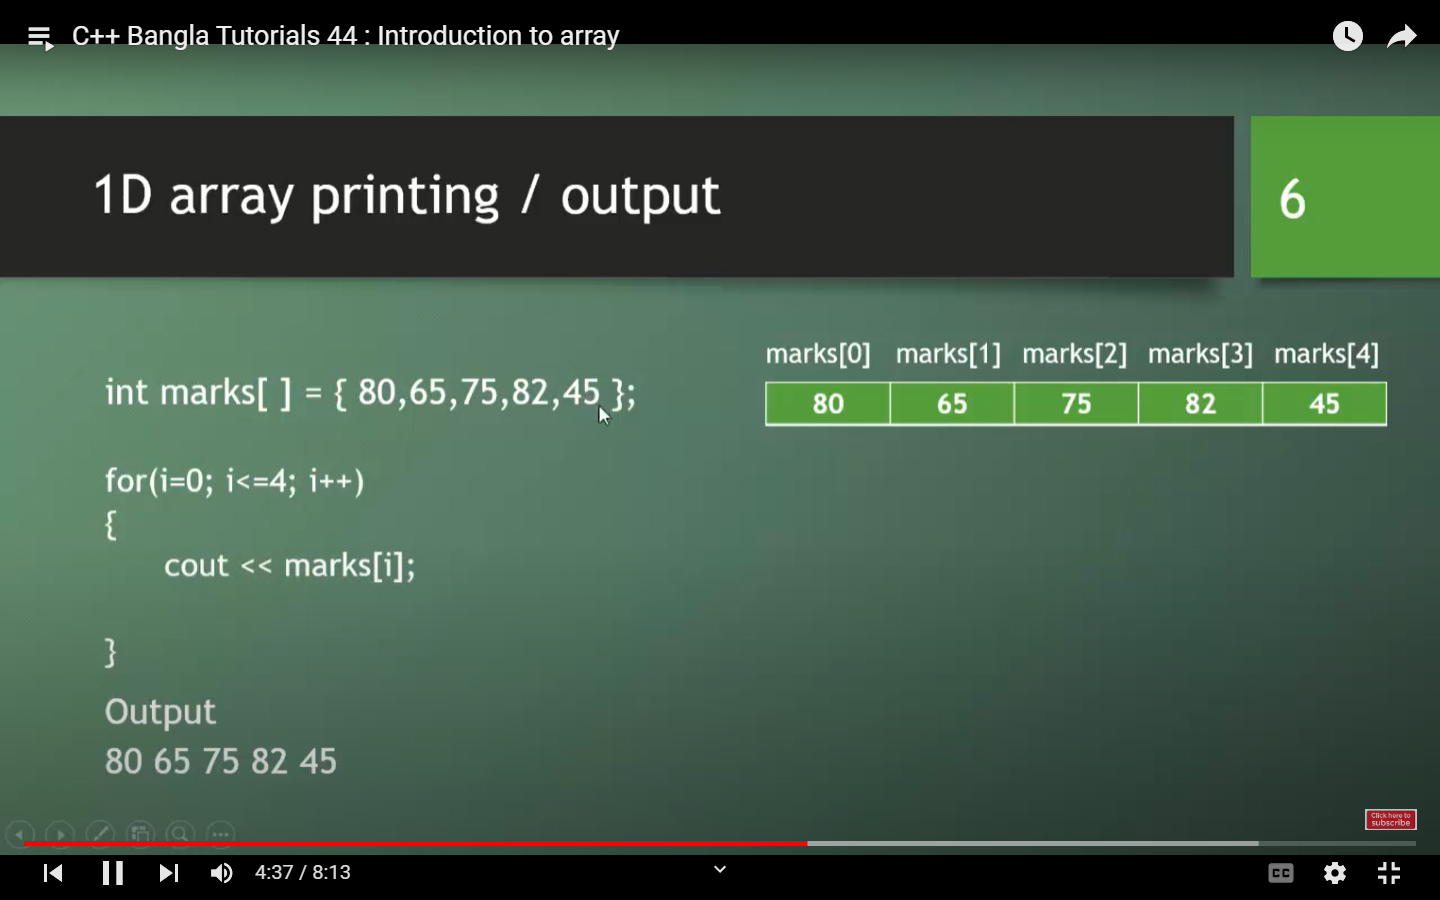 C++ Bangla Tutorials 44 : Introduction to array
1D array printing / output
6
int marks[ ] = { 80,65,75,82,45 };
for(i=0; i<=4; i++)
{
cout << marks[i];
}
Output
80 65 75 82 45
marks[0] marks[1] marks[2] marks[3] marks[4]
80 65 75 82 45
Click here to
subscribe
4:37 / 8:13
CC